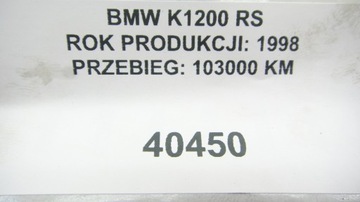 BMW K1200 RS
ROK PRODUKCJI: 1998
PRZEBIEG: 103000 KM
40450